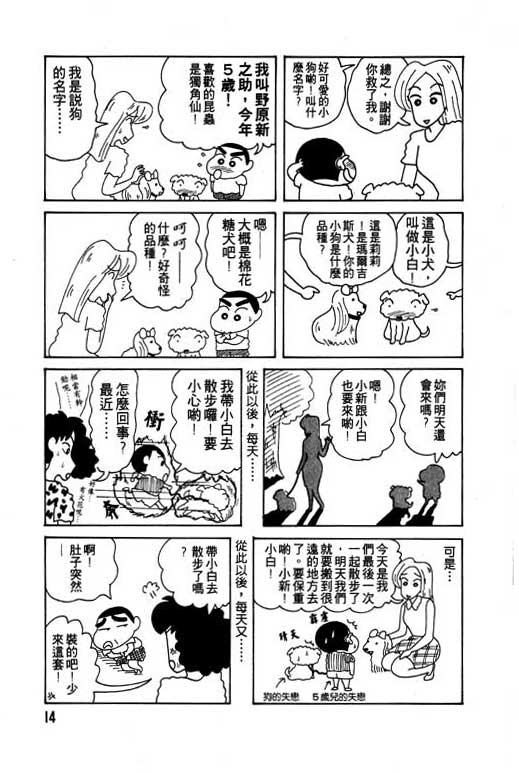 總之，謝謝
你救了我。
好可愛的小
狗喲！叫什
麼名字？
我叫野原新
之助，今年
5歲！
喜歡的昆蟲
是獨角仙！
我是說狗
的名字……
這是小犬，
叫做小白！
這是莉莉
！是瑪爾吉
斯犬！你的
小狗是什麼
品種？
嗯——
大概是棉花
糖犬吧！
呵呵——
什麼？好奇怪
的品種！
妳們明天還
會來嗎？
嗯！
小新跟小白
也要來喲！
從此以後，每天……
我帶小白去
散步囉！要
小心喲！
衝
怎麼回事？
最近……
相當有幹
勁呢……
可是…
今天是我
們最後一次
一起散步了
，明天我們
就要搬到很
遠的地方去
了。要保重
喲！小新！
小白！
霹靂
晴天
5歲兒的失戀
狗的失戀
從此以後，每天又……
帶小白去
散步了嗎
？
啊！
肚子突然
裝的吧！少
來這套！
14